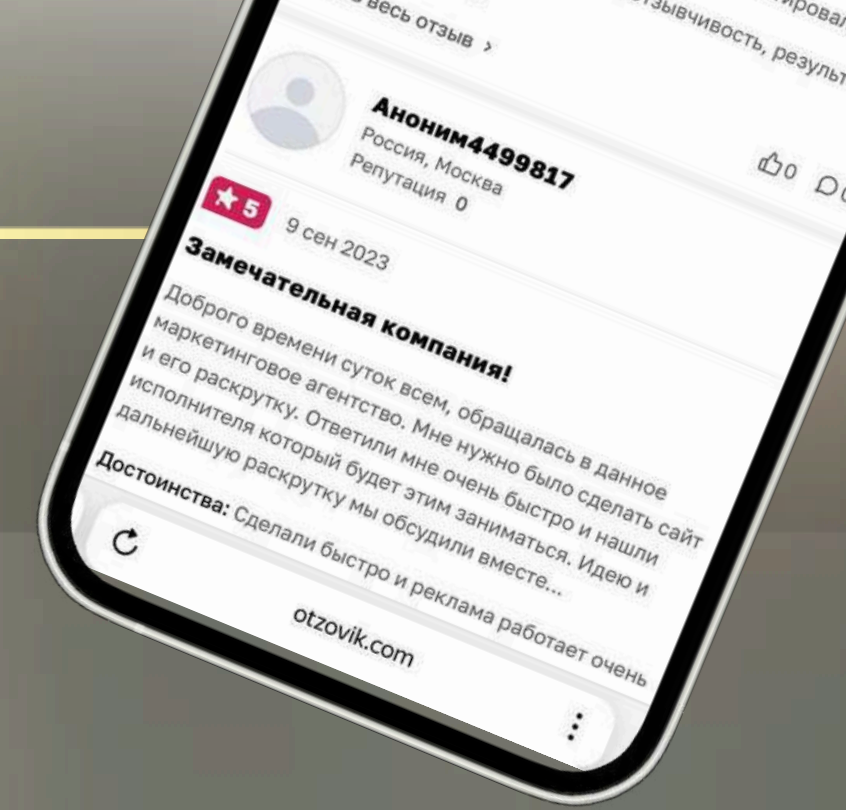 весь отзыв >
0
Аноним4499817
Россия, Москва
Репутация 0
5
9 сен 2023
Замечательная компания!
Доброго времени суток всем, обращалась в данное
маркетинговое агентство. Мне нужно было сделать сайт
и его раскрутку. Ответили мне очень быстро и нашли
исполнителя который будет этим заниматься. Идею и
дальнейшую раскрутку мы обсудили вместе...
Достоинства: Сделали быстро и реклама работает очень
otzovik.com